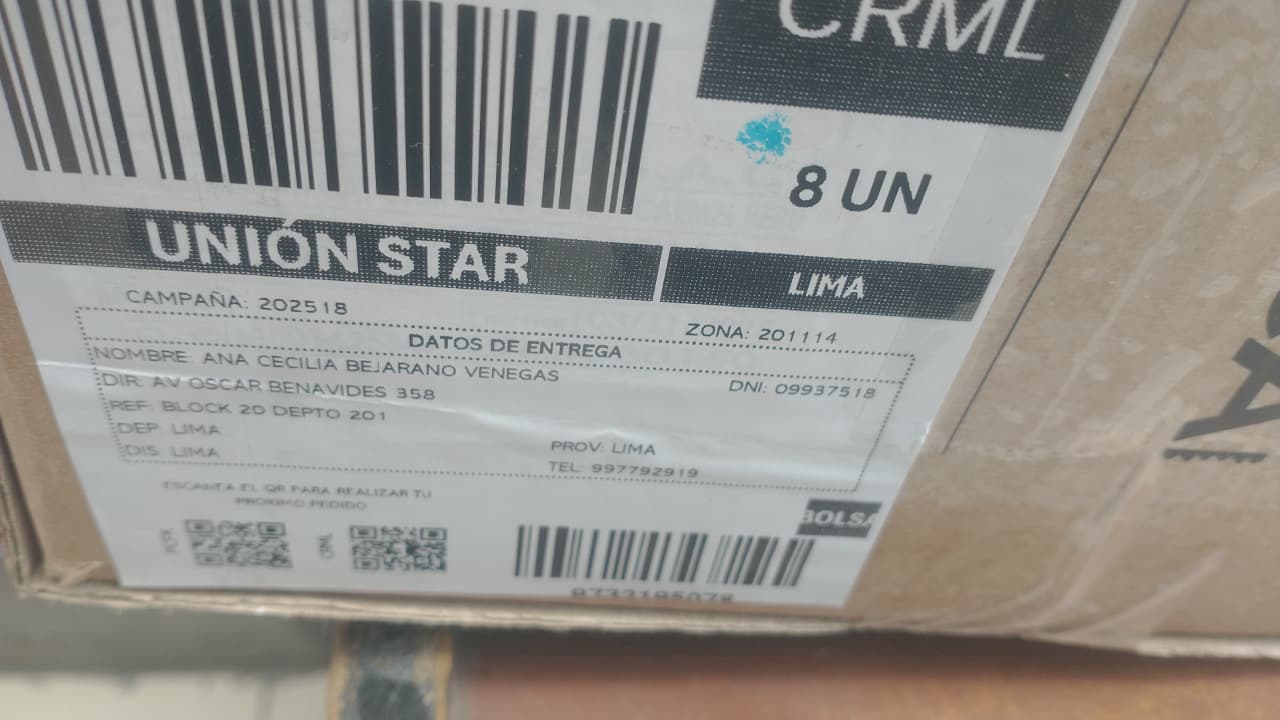 CRML
8 UN
UNIÓN STAR
LIMA
CAMPAÑA: 202518
ZONA: 201114
DATOS DE ENTREGA
NOMBRE: ANA CECILIA BEJARANO VENEGAS
DNI: 09937518
DIR: AV OSCAR BENAVIDES 358
REF: BLOCK 20 DEPTO 201
DEP: LIMA
PROV: LIMA
DIS: LIMA
TEL: 997792919
ESCANEA EL QR PARA REALIZAR TU
PROXIMO PEDIDO
BOLSA
CRML